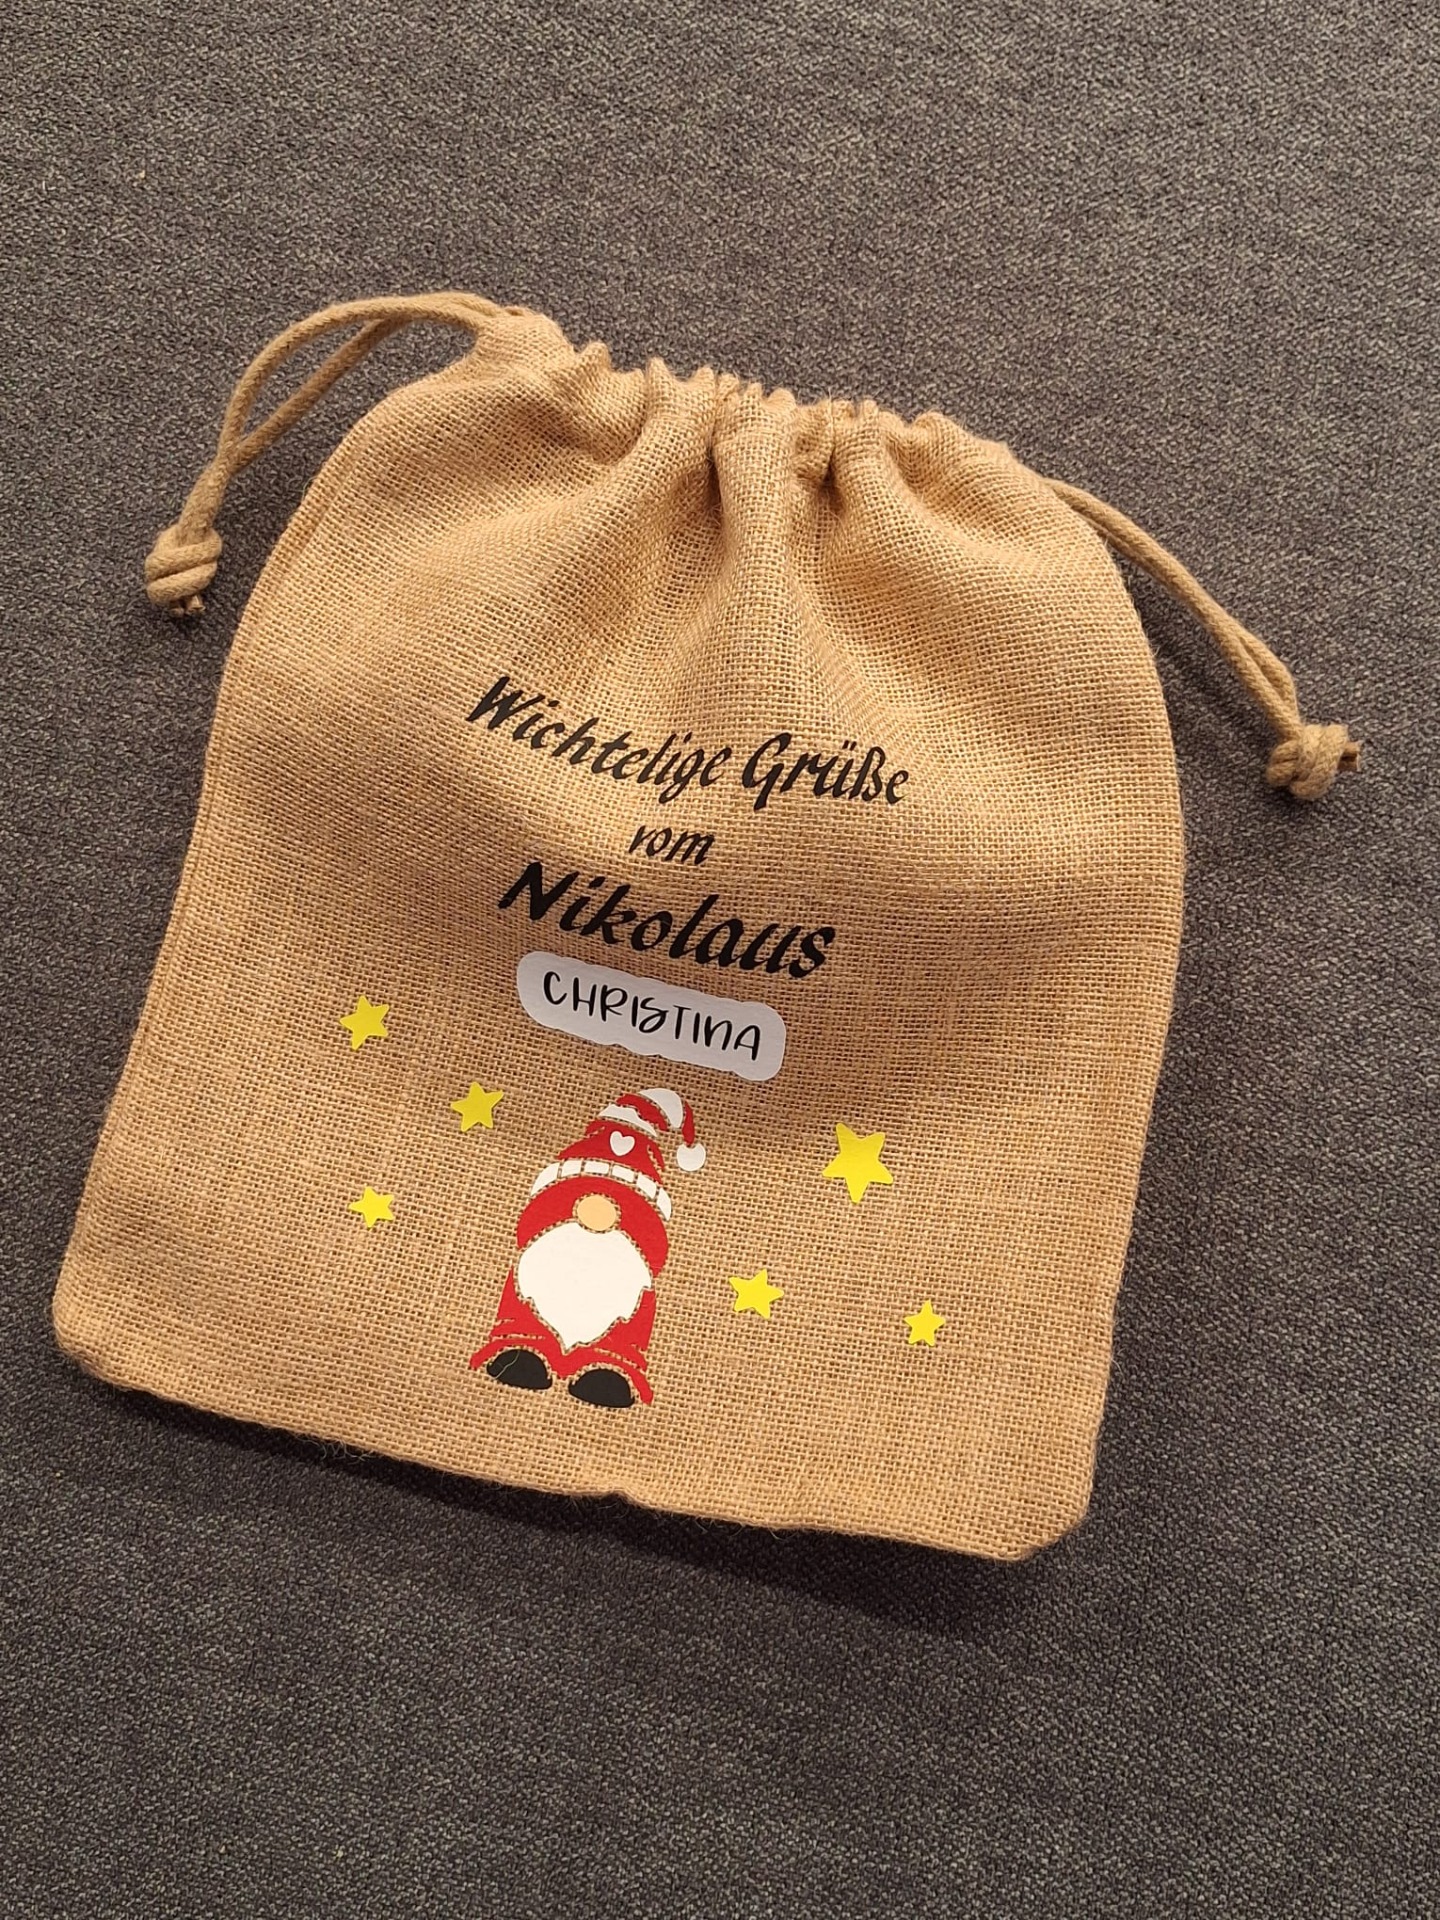 Wichtelige Grüße
vom
Nikolaus
CHRISTINA